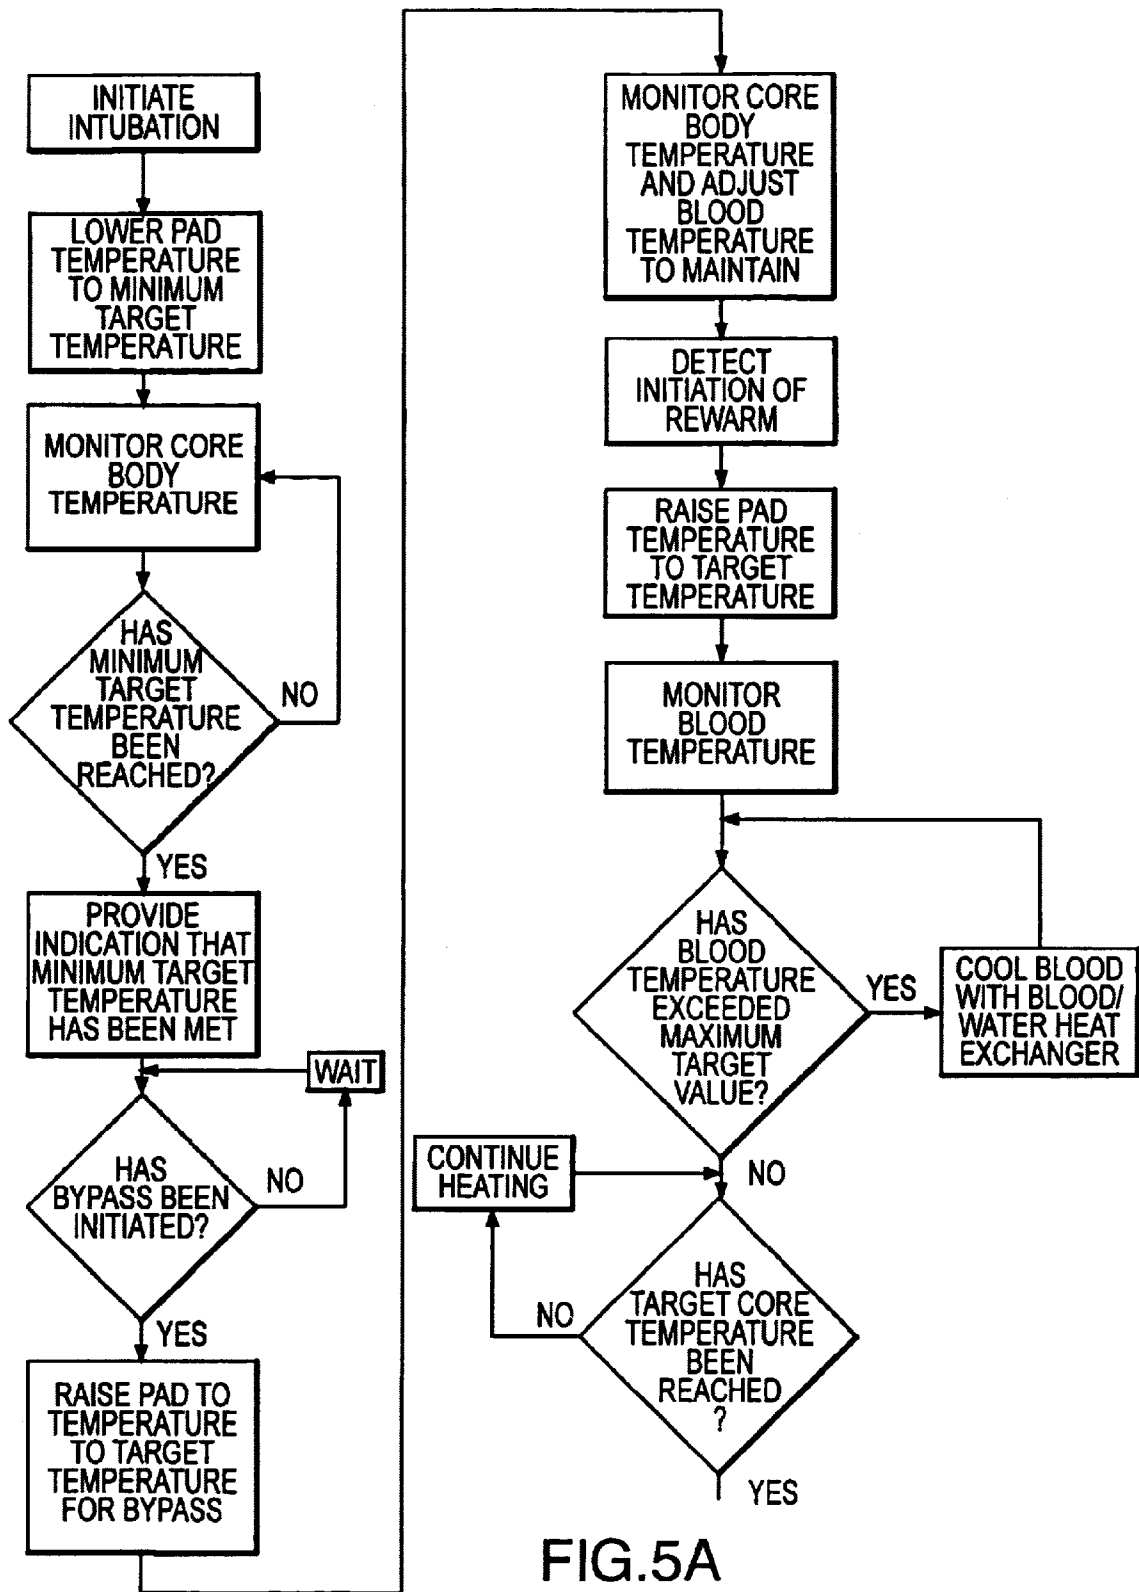 INITIATE
INTUBATION
LOWER PAD
TEMPERATURE
TO MINIMUM
TARGET
TEMPERATURE
MONITOR CORE
BODY
TEMPERATURE
HAS
MINIMUM
TARGET
TEMPERATURE
BEEN
REACHED?
NO
YES
PROVIDE
INDICATION THAT
MINIMUM TARGET
TEMPERATURE
HAS BEEN MET
WAIT
HAS
BYPASS BEEN
INITIATED?
NO
YES
RAISE PAD TO
TEMPERATURE
TO TARGET
TEMPERATURE
FOR BYPASS
MONITOR CORE
BODY
TEMPERATURE
AND ADJUST
BLOOD
TEMPERATURE
TO MAINTAIN
DETECT
INITIATION OF
REWARM
RAISE PAD
TEMPERATURE
TO TARGET
TEMPERATURE
MONITOR
BLOOD
TEMPERATURE
HAS
BLOOD
TEMPERATURE
EXCEEDED
MAXIMUM
TARGET
VALUE?
YES
COOL BLOOD
WITH BLOOD/
WATER HEAT
EXCHANGER
NO
CONTINUE
HEATING
HAS
TARGET CORE
TEMPERATURE
BEEN
REACHED
?
NO
YES
FIG.5A